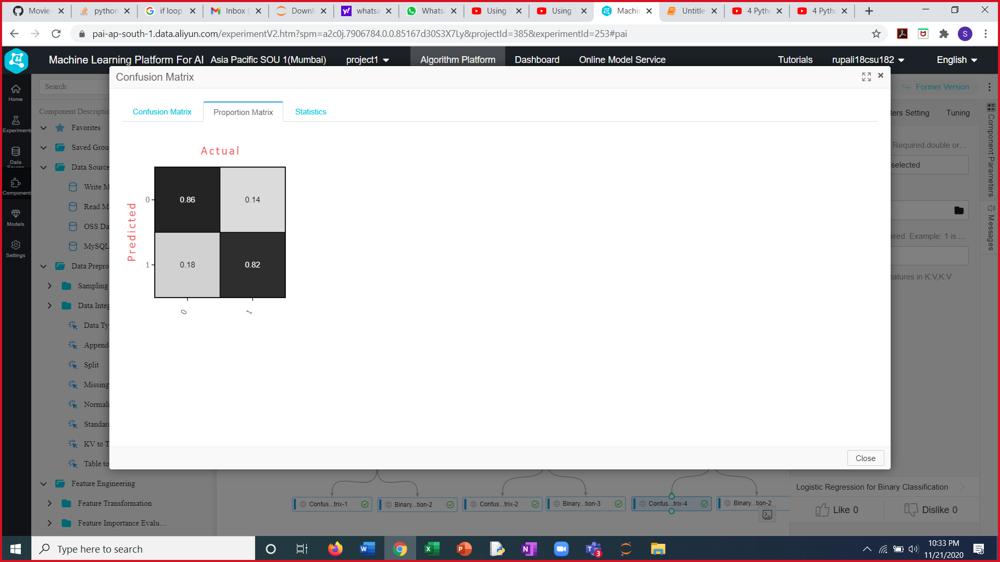 Movie-
python
if loop
Inbox (
Downl
whatsa
WhatsA
Using
Using
Machin
Untitle
4 Pyth
4 Pyth
pai-ap-south-1.data.aliyun.com/experimentV2.htm?spm=a2c0j.7906784.0.0.85167d30S3X7Ly&projectId=385&experimentId=253#pai
S
Machine Learning Platform For AI Asia Pacific SOU 1(Mumbai) project1 Algorithm Platform Dashboard Online Model Service Tutorials rupali18csu182 English
Confusion Matrix
Search
Former Version
Home
Experiments
Data
Source
Components
Models
Settings
Component Descriptio
Favorites
Saved Grou
Data Source
Write M
Read M
OSS Da
MySQL
Data Prepro
Sampling
Data Integ
Data Ty
Append
Split
Missing
Normali
Standar
KV to T
Table to
Feature Engineering
Feature Transformation
Feature Importance Evalu...
Confusion Matrix Proportion Matrix Statistics
Actual
Predicted
0 0.86 0.14
1 0.18 0.82
0 1
Close
ters Setting Tuning
Required.double or...
selected
ired. Example: 1 is ...
eatures in K:V,K:V
Component Parameters
Messages
Confus...trix-1
Binary...tion-2
Confus...trix-2
Binary...tion-3
Confus...trix-4
Binary...tion-2
Logistic Regression for Binary Classification
Like 0 Dislike 0
Type here to search
3
10:33 PM
11/21/2020